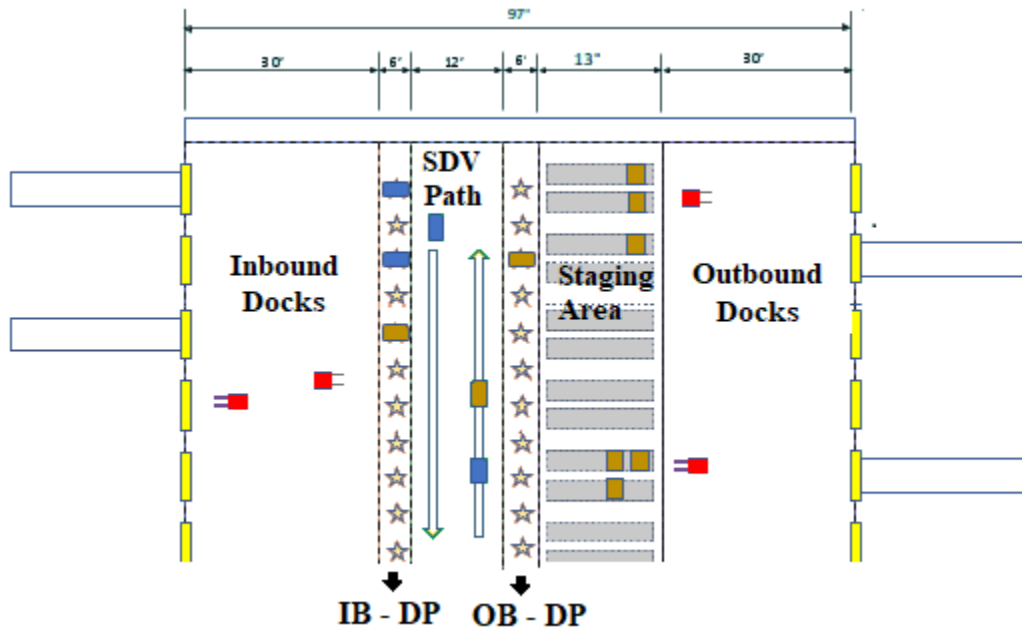 97"
30' 6' 12' 6' 13" 30'
SDV
Path
Inbound
Docks
Staging
Area
Outbound
Docks
IB - DP OB - DP